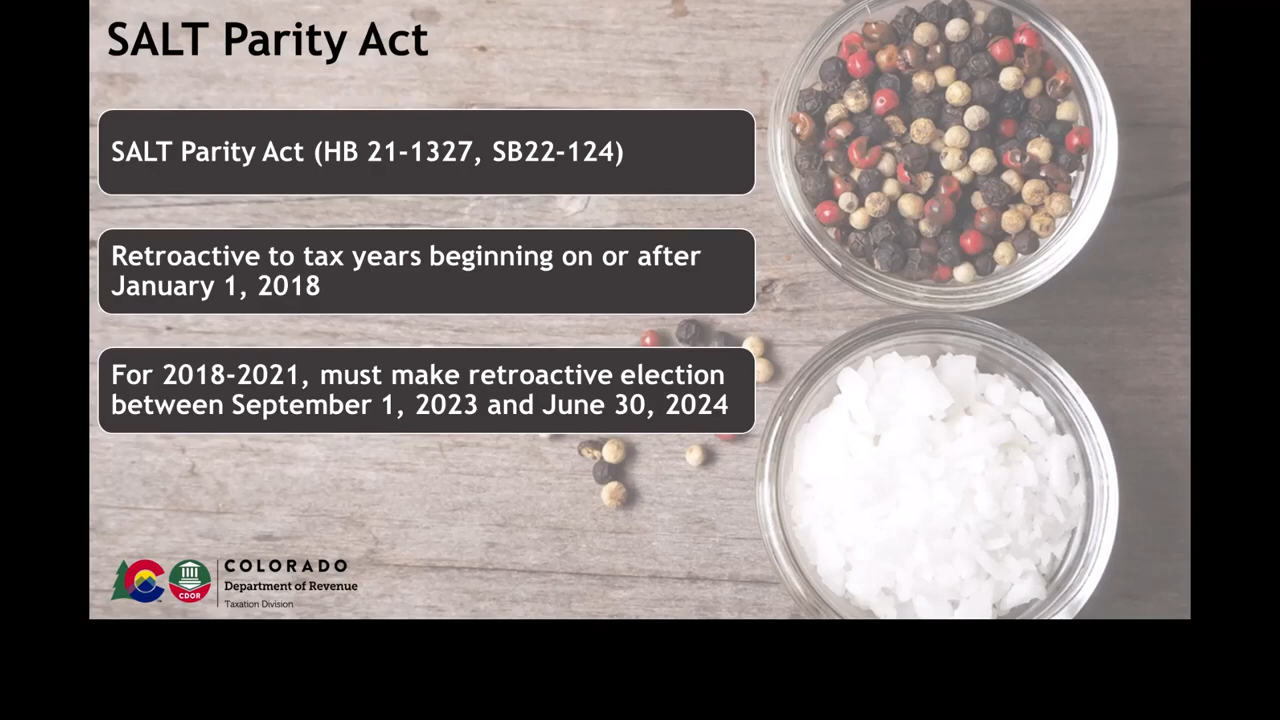 SALT Parity Act
SALT Parity Act (HB 21-1327, SB22-124)
Retroactive to tax years beginning on or after
January 1, 2018
For 2018-2021, must make retroactive election
between September 1, 2023 and June 30, 2024
CDOR
COLORADO
Department of Revenue
Taxation Division